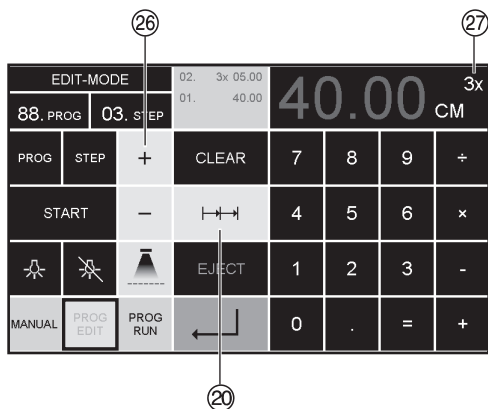 26 27
EDIT-MODE 02. 3x 05.00 40.00 3x
88. PROG 03. STEP 01. 40.00 CM
PROG STEP + CLEAR 7 8 9 ÷
START - 4 5 6 ×
EJECT 1 2 3 -
MANUAL PROG EDIT PROG RUN 0 . = +
20